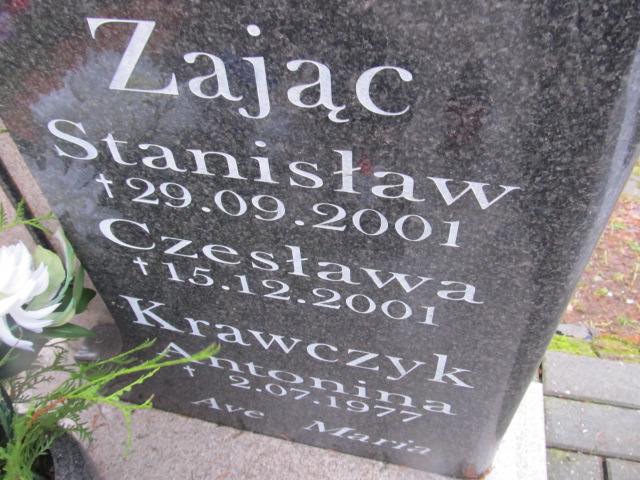 Zając
Stanisław
✝29.09.2001
Czesława
✝15.12.2001
Krawczyk
Antonina
✝2.07.1977
Ave Maria